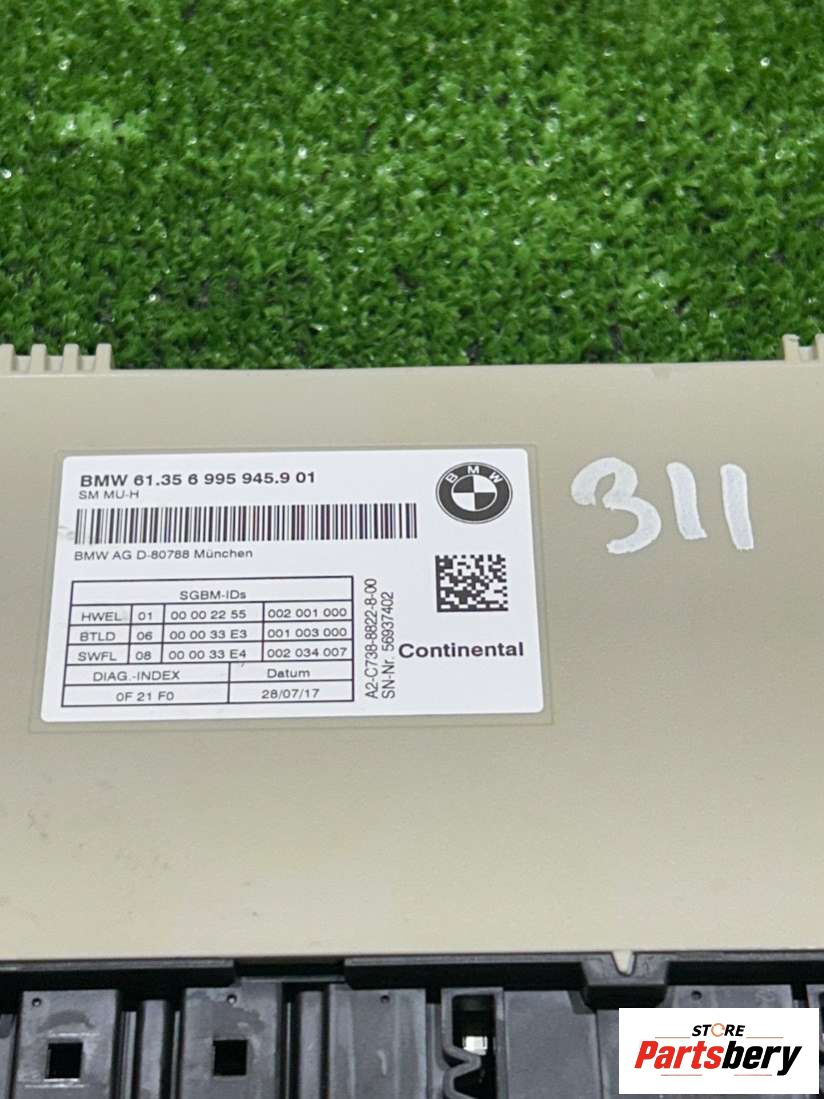 BMW 61.35 6 995 945.9 01
SM MU-H
BMW
311
BMW AG D-80788 München
SGBM-IDs
HWEL 01 00 00 22 55 002 001 000
BTLD 06 00 00 33 E3 001 003 000
SWFL 08 00 00 33 E4 002 034 007
DIAG.-INDEX Datum
0F 21 F0 28/07/17
A2-C738-8822-8-00
SN-Nr. 56937402
Continental
STORE
Partsbery